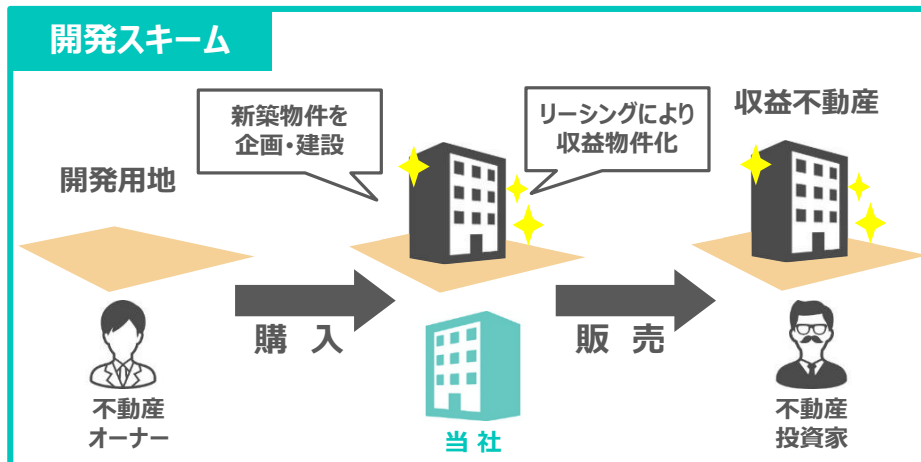 開発スキーム
新築物件を
企画・建設
リーシングにより
収益物件化
収益不動産
開発用地
購 入
販 売
不動産
オーナー
当 社
不動産
投資家